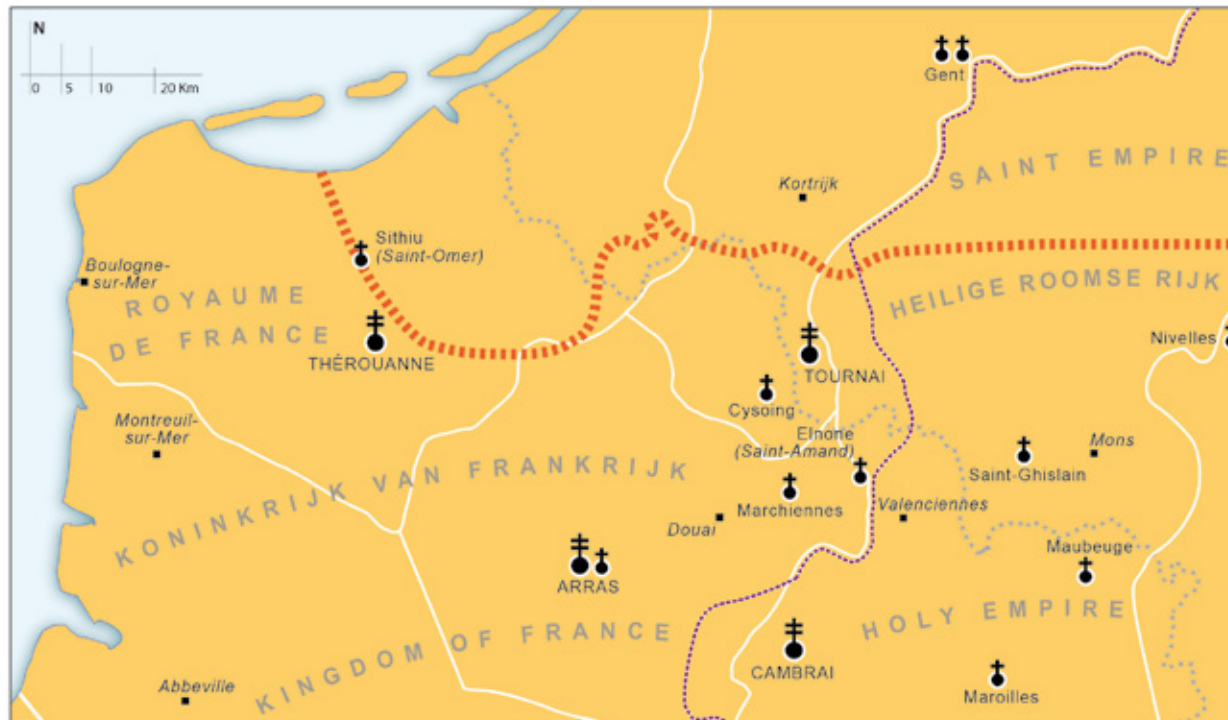 N
0 5 10 20 Km
Gent
SAINT EMPIRE
Kortrijk
Sithiu
(Saint-Omer)
Boulogne-
sur-Mer
ROYAUME
DE FRANCE
HEILIGE ROOMSE RIJK
Nivelles
THÉROUANNE
TOURNAI
Cysoing
Montreuil-
sur-Mer
Elnone
(Saint-Amand)
Mons
Saint-Ghislain
KONINKRIJK VAN FRANKRIJK
Marchiennes
Valenciennes
Douai
Maubeuge
ARRAS
HOLY EMPIRE
KINGDOM OF FRANCE
CAMBRAI
Maroilles
Abbeville